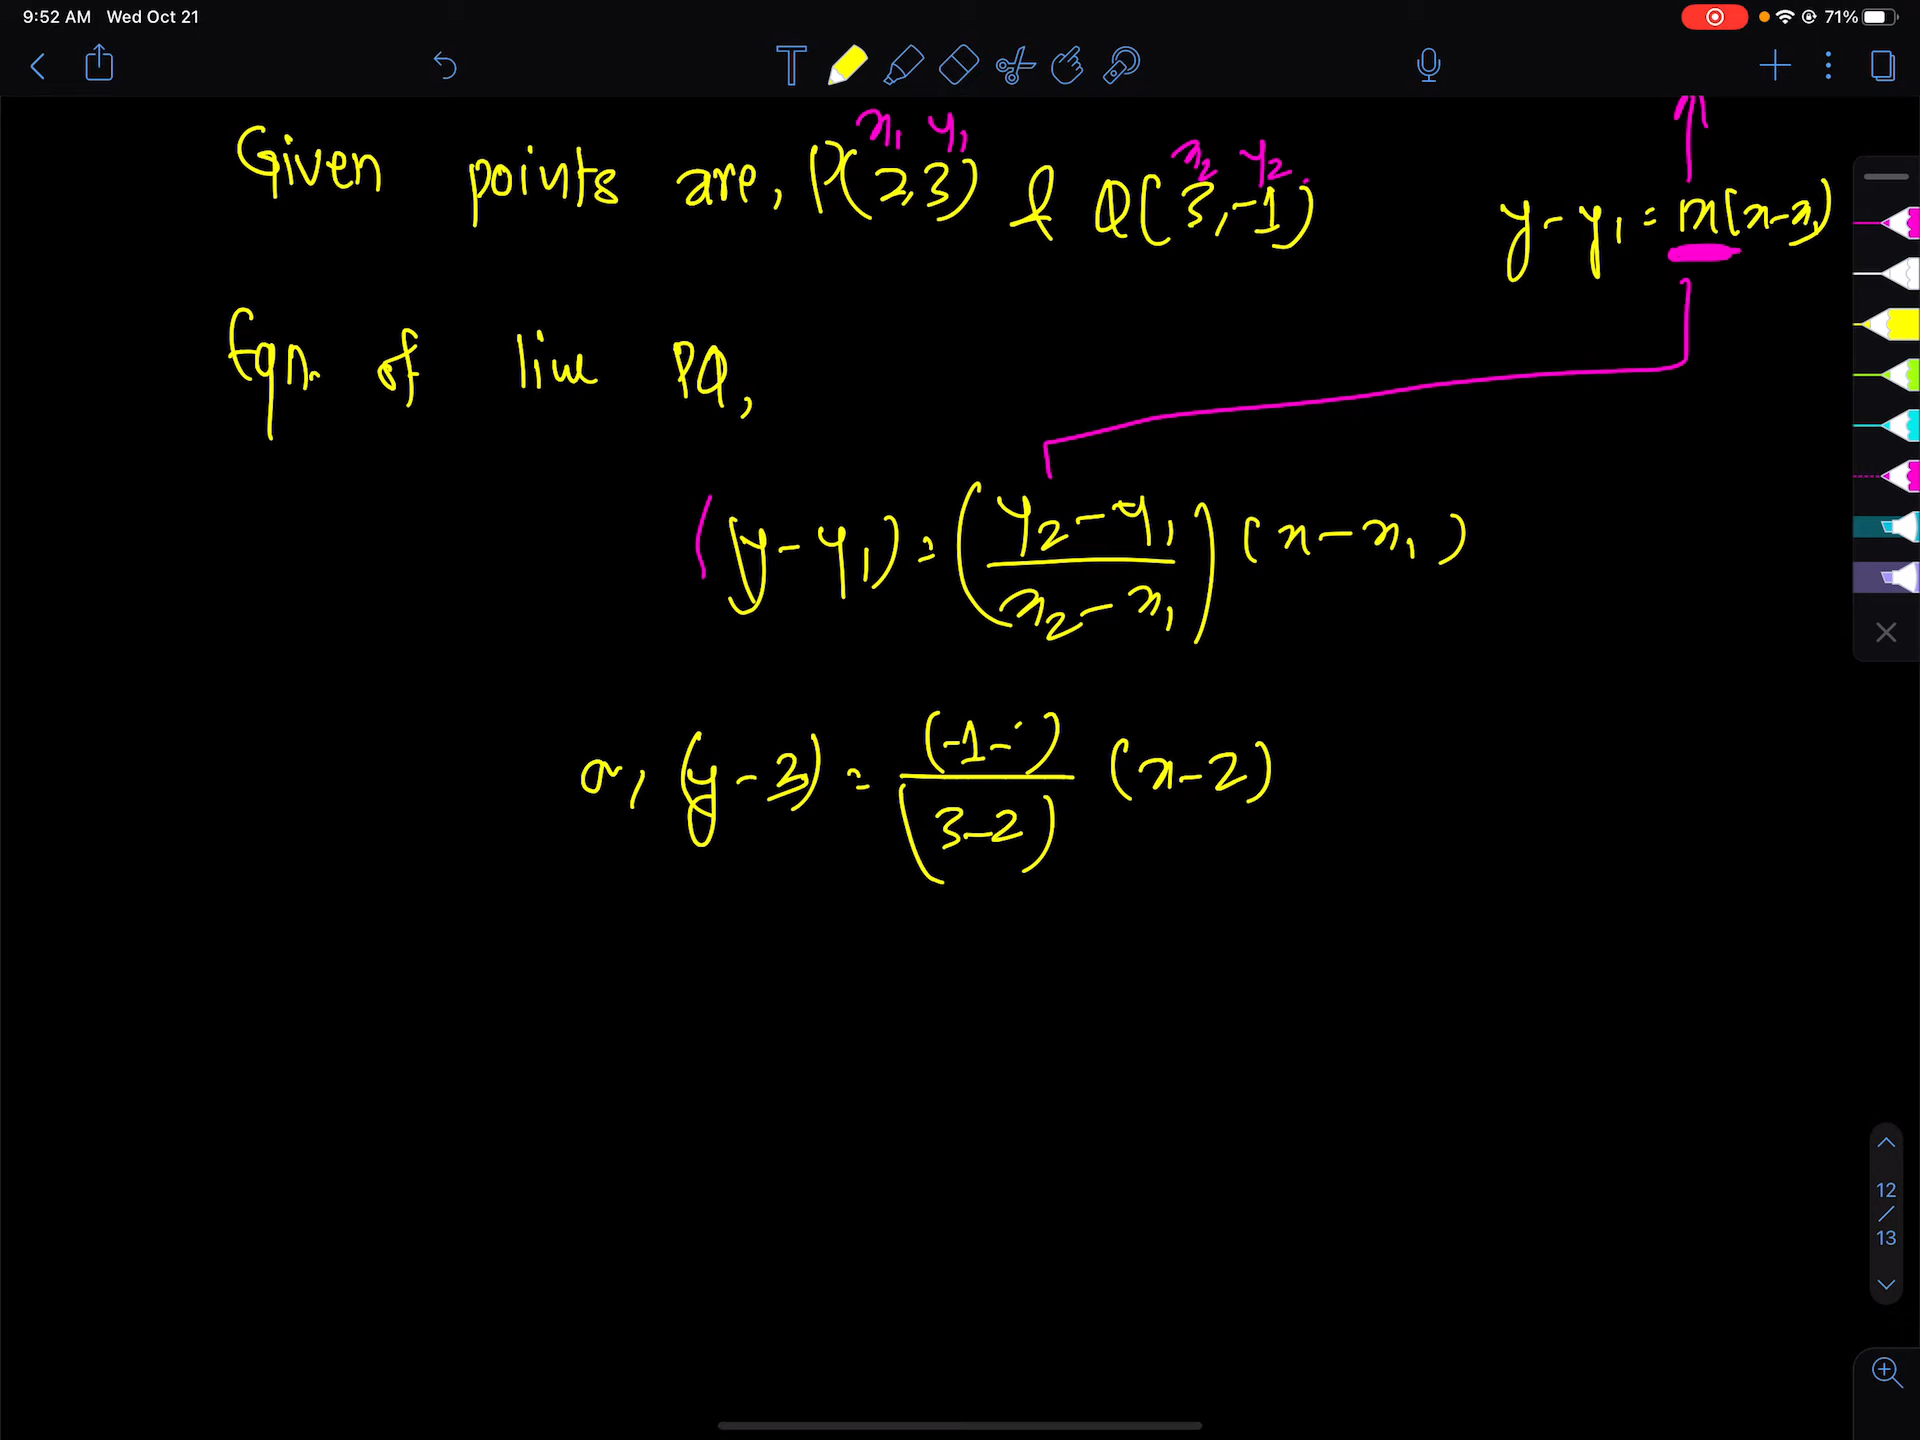 9:52 AM Wed Oct 21
71%
x₁ y₁
x₂ y₂
Given points are, P(2,3) & Q(3,-1)
y-y₁ = m(x-x₁)
Eqn. of line PQ,
(y-y₁) = (y₂-y₁/x₂-x₁) (x-x₁)
or, (y-3) = (-1- )/(3-2) (x-2)
12
/
13